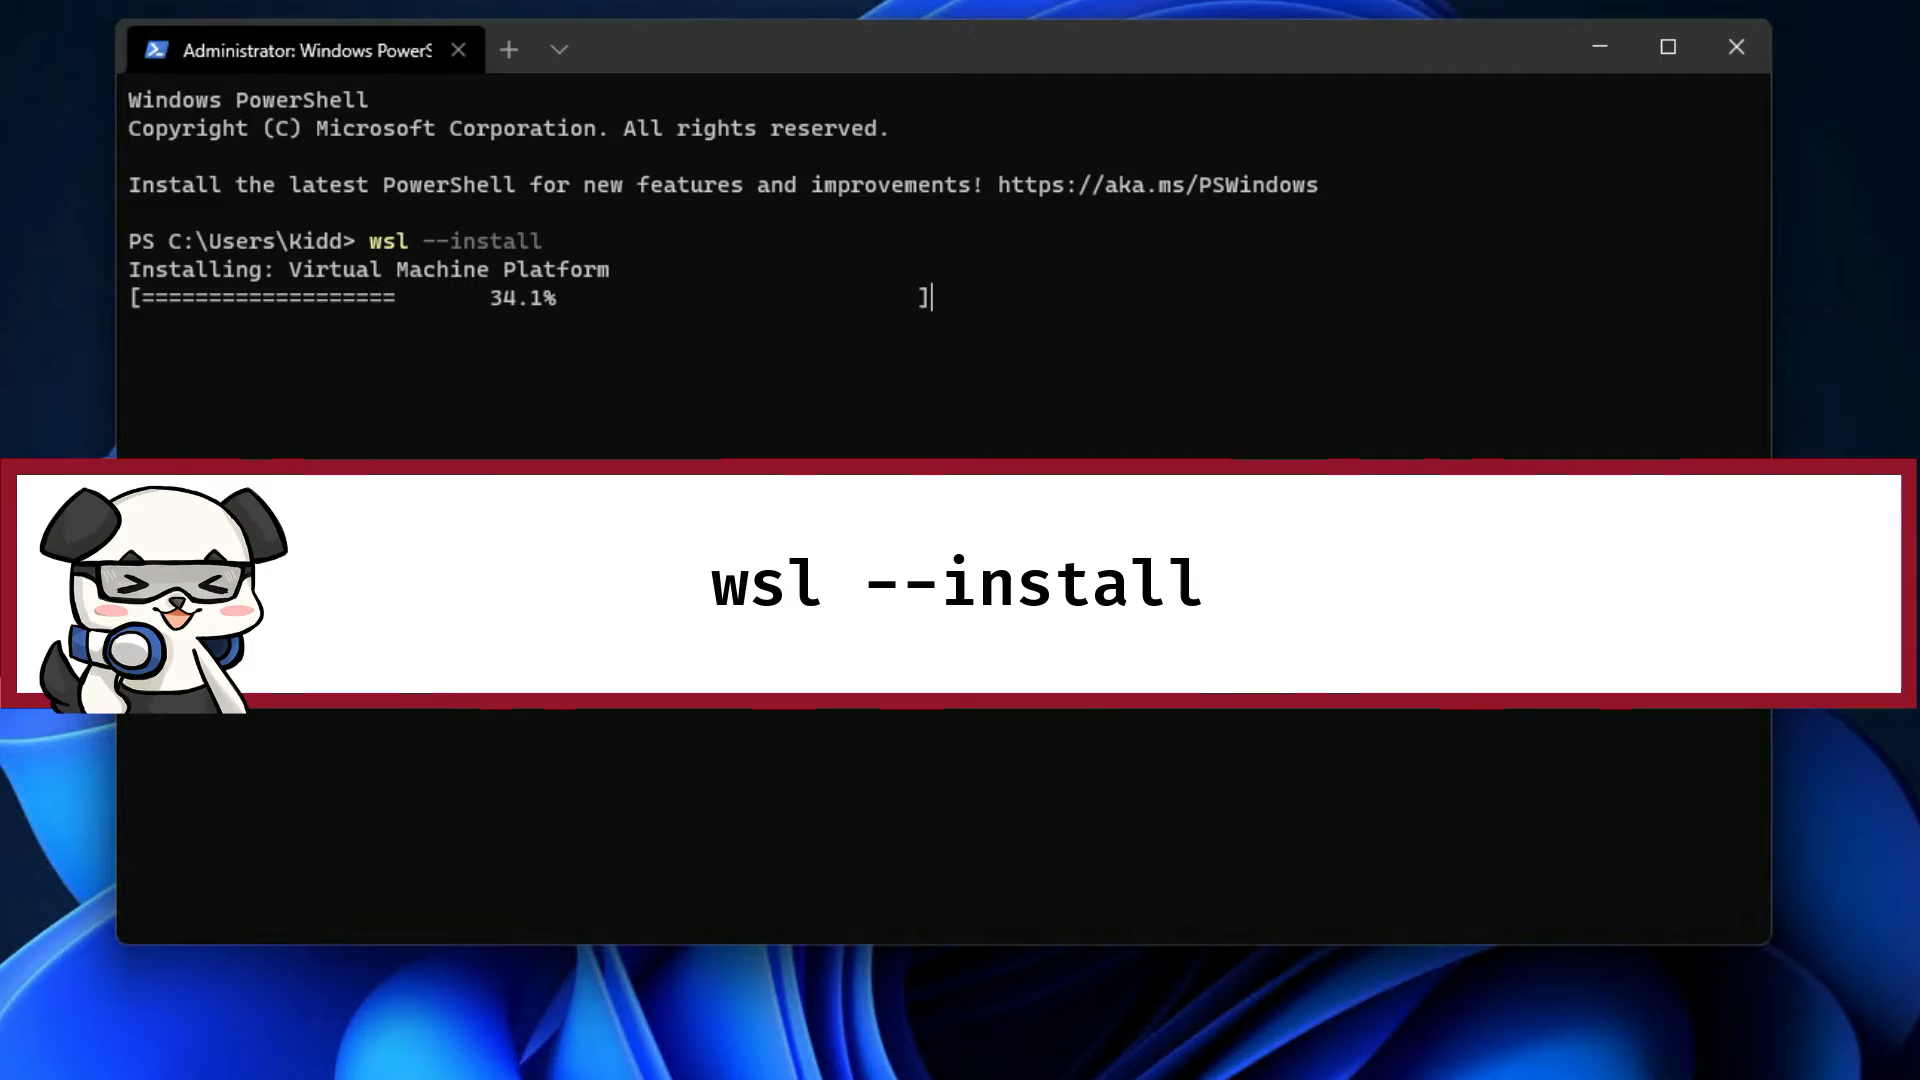 Administrator: Windows PowerS
Windows PowerShell
Copyright (C) Microsoft Corporation. All rights reserved.
Install the latest PowerShell for new features and improvements! https://aka.ms/PSWindows
PS C:\Users\Kidd> wsl --install
Installing: Virtual Machine Platform
[===================       34.1%                           ]
wsl --install